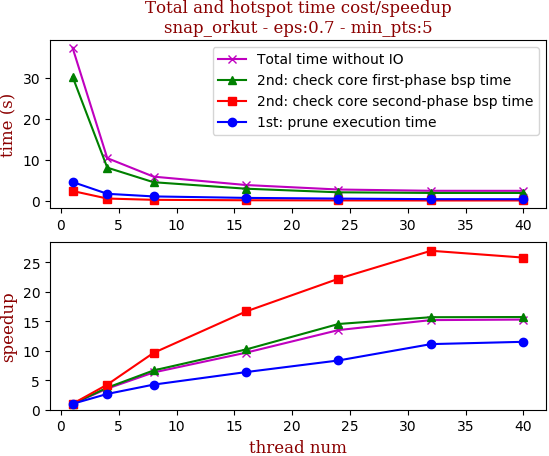 Total and hotspot time cost/speedup
snap_orkut - eps:0.7 - min_pts:5
time (s)
30
20
10
0
Total time without IO
2nd: check core first-phase bsp time
2nd: check core second-phase bsp time
1st: prune execution time
0 5 10 15 20 25 30 35 40
speedup
25
20
15
10
5
0
0 5 10 15 20 25 30 35 40
thread num